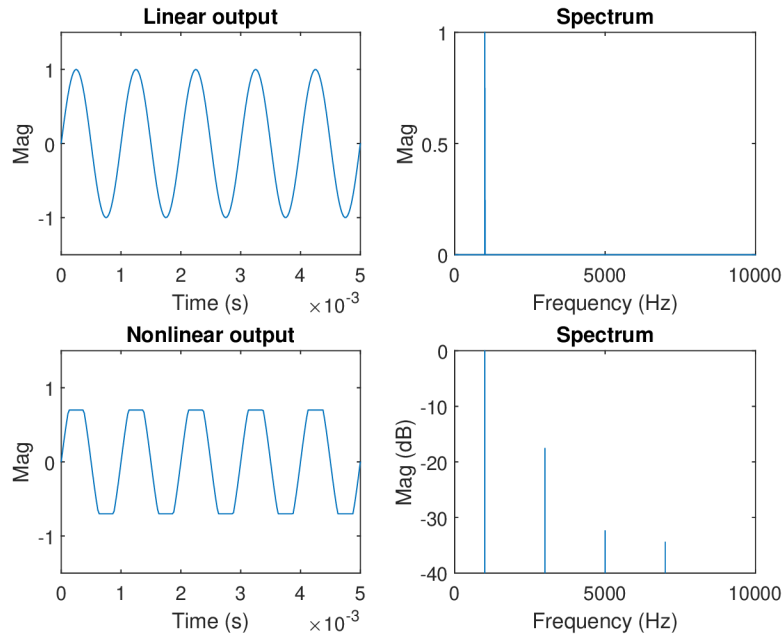 Linear output
1
0
-1
Mag
0 1 2 3 4 5
Time (s) ×10⁻³
Spectrum
1
0.5
0
Mag
0 5000 10000
Frequency (Hz)
Nonlinear output
1
0
-1
Mag
0 1 2 3 4 5
Time (s) ×10⁻³
Spectrum
0
-10
-20
-30
-40
Mag (dB)
0 5000 10000
Frequency (Hz)